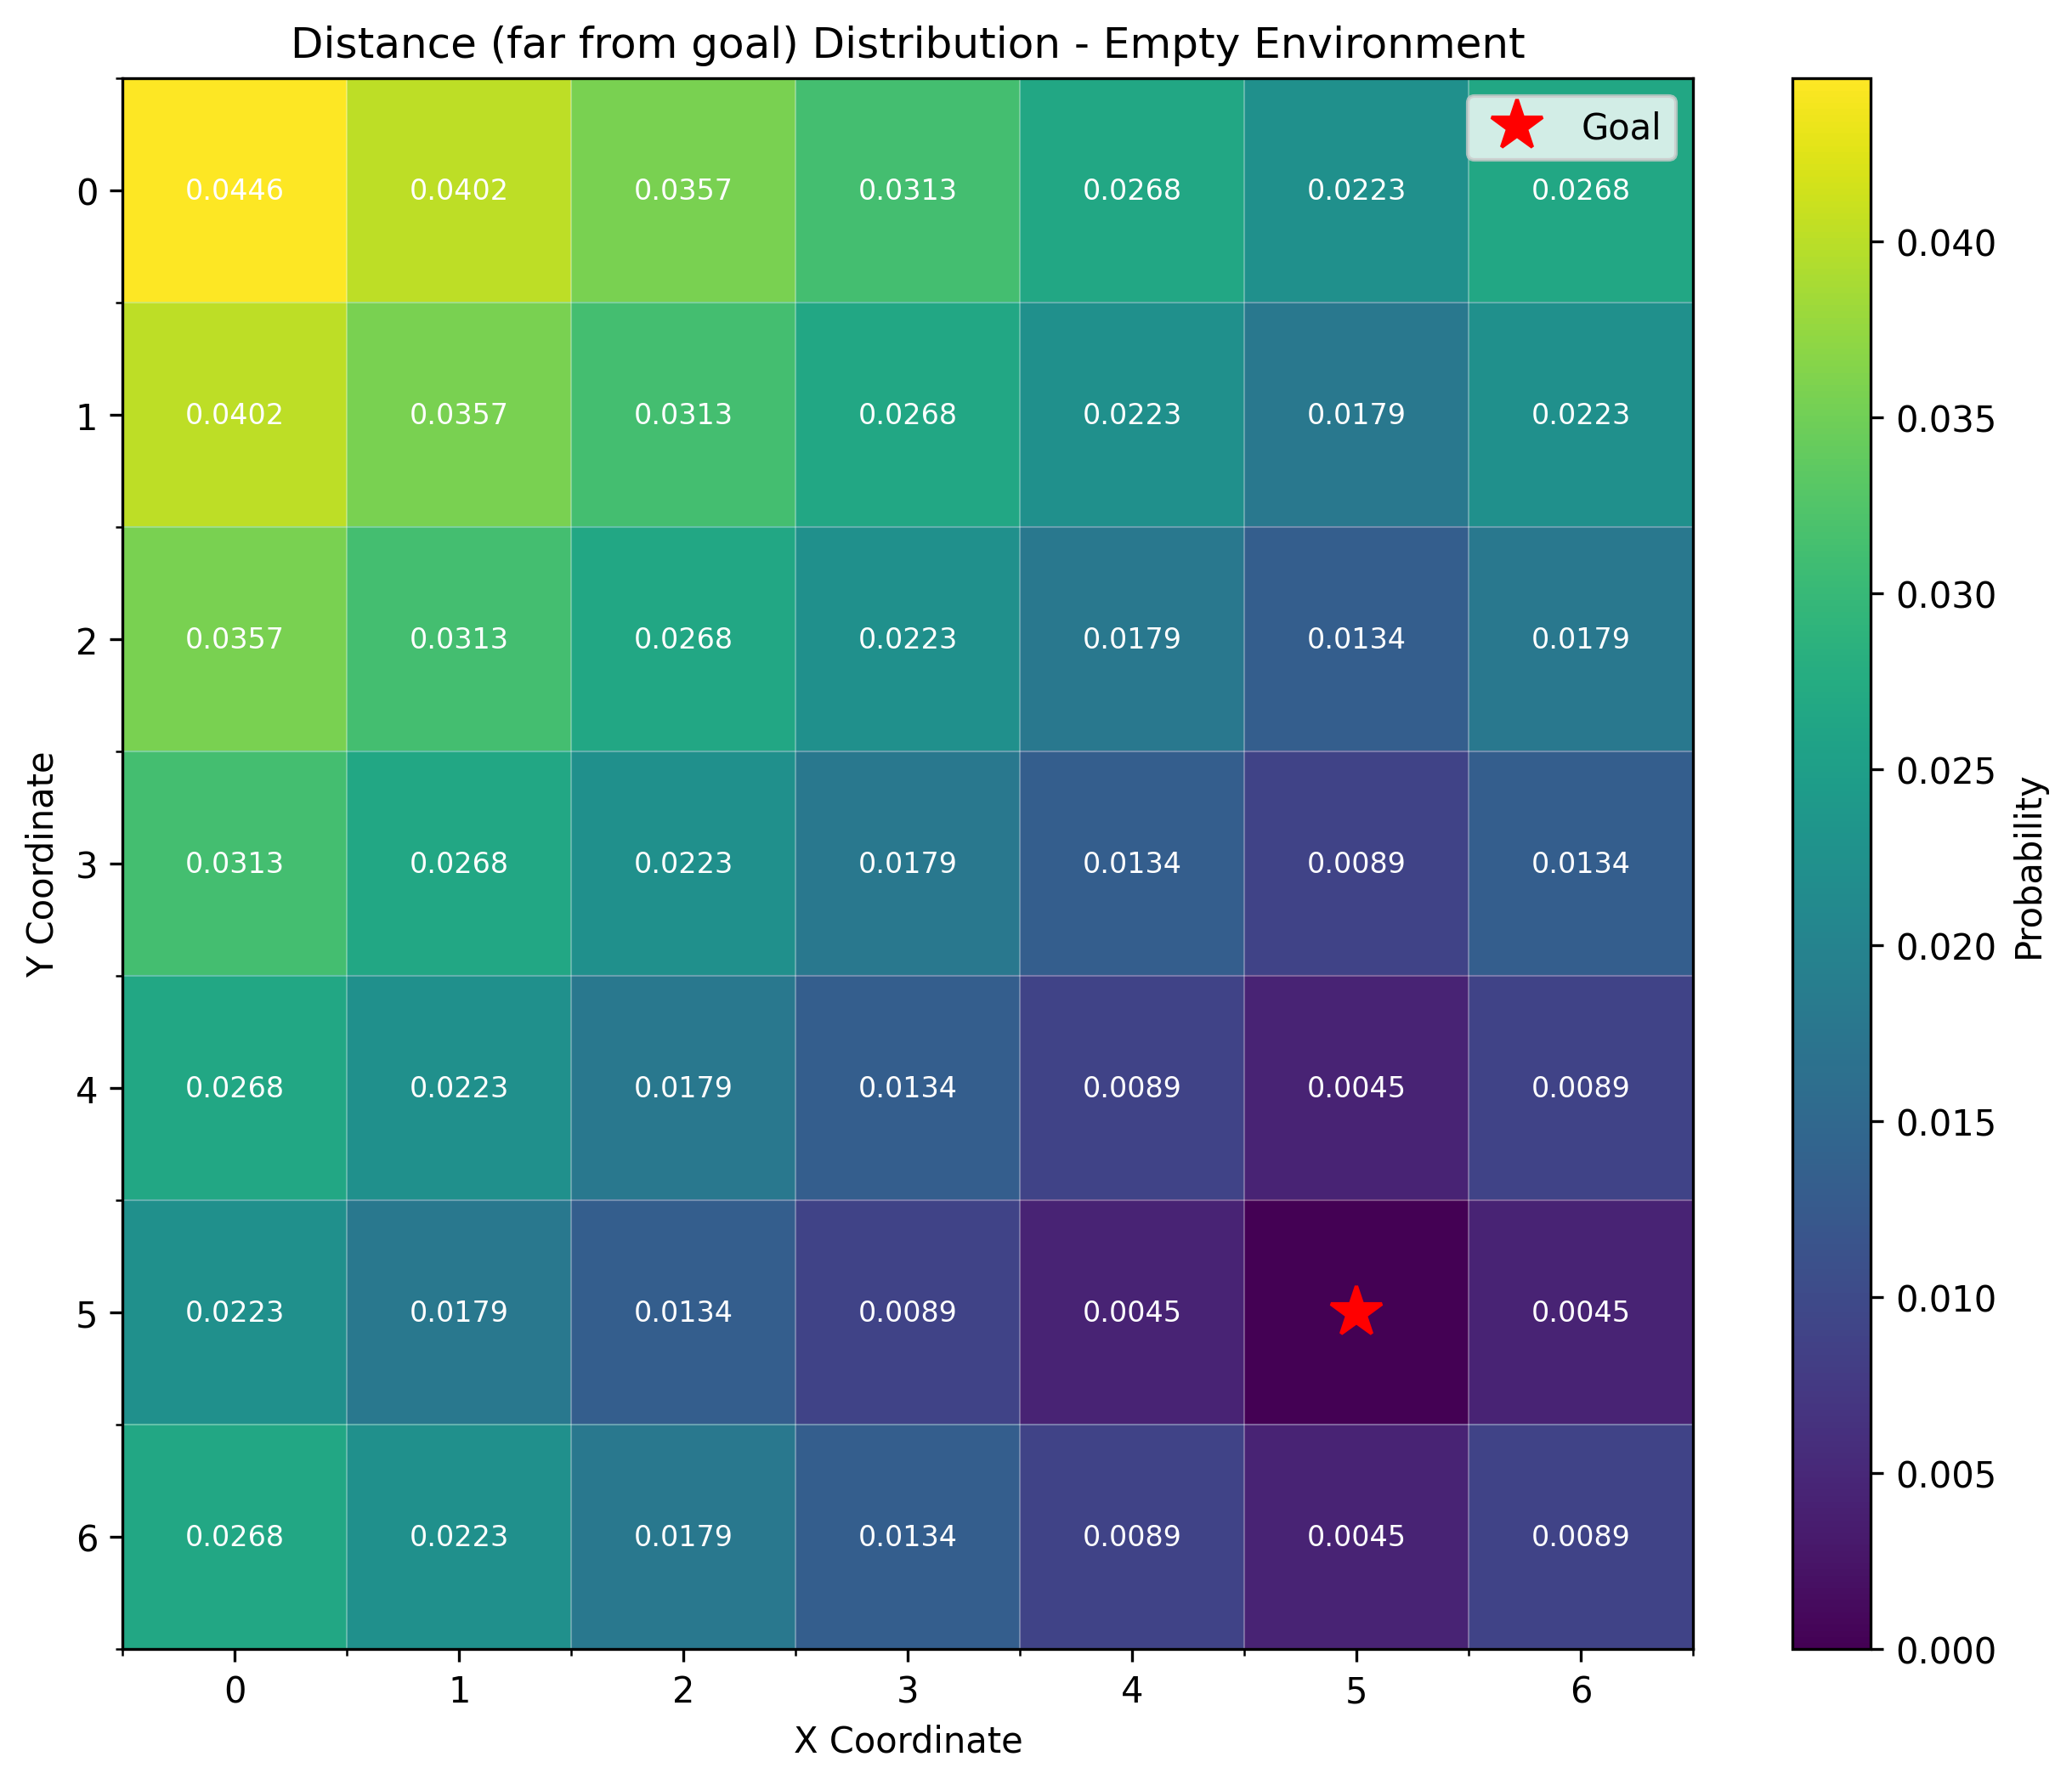 Distance (far from goal) Distribution - Empty Environment
Goal
0 0.0446 0.0402 0.0357 0.0313 0.0268 0.0223 0.0268
1 0.0402 0.0357 0.0313 0.0268 0.0223 0.0179 0.0223
2 0.0357 0.0313 0.0268 0.0223 0.0179 0.0134 0.0179
3 0.0313 0.0268 0.0223 0.0179 0.0134 0.0089 0.0134
4 0.0268 0.0223 0.0179 0.0134 0.0089 0.0045 0.0089
5 0.0223 0.0179 0.0134 0.0089 0.0045 0.0045
6 0.0268 0.0223 0.0179 0.0134 0.0089 0.0045 0.0089
0 1 2 3 4 5 6
X Coordinate
Y Coordinate
0.040
0.035
0.030
0.025
0.020
0.015
0.010
0.005
0.000
Probability